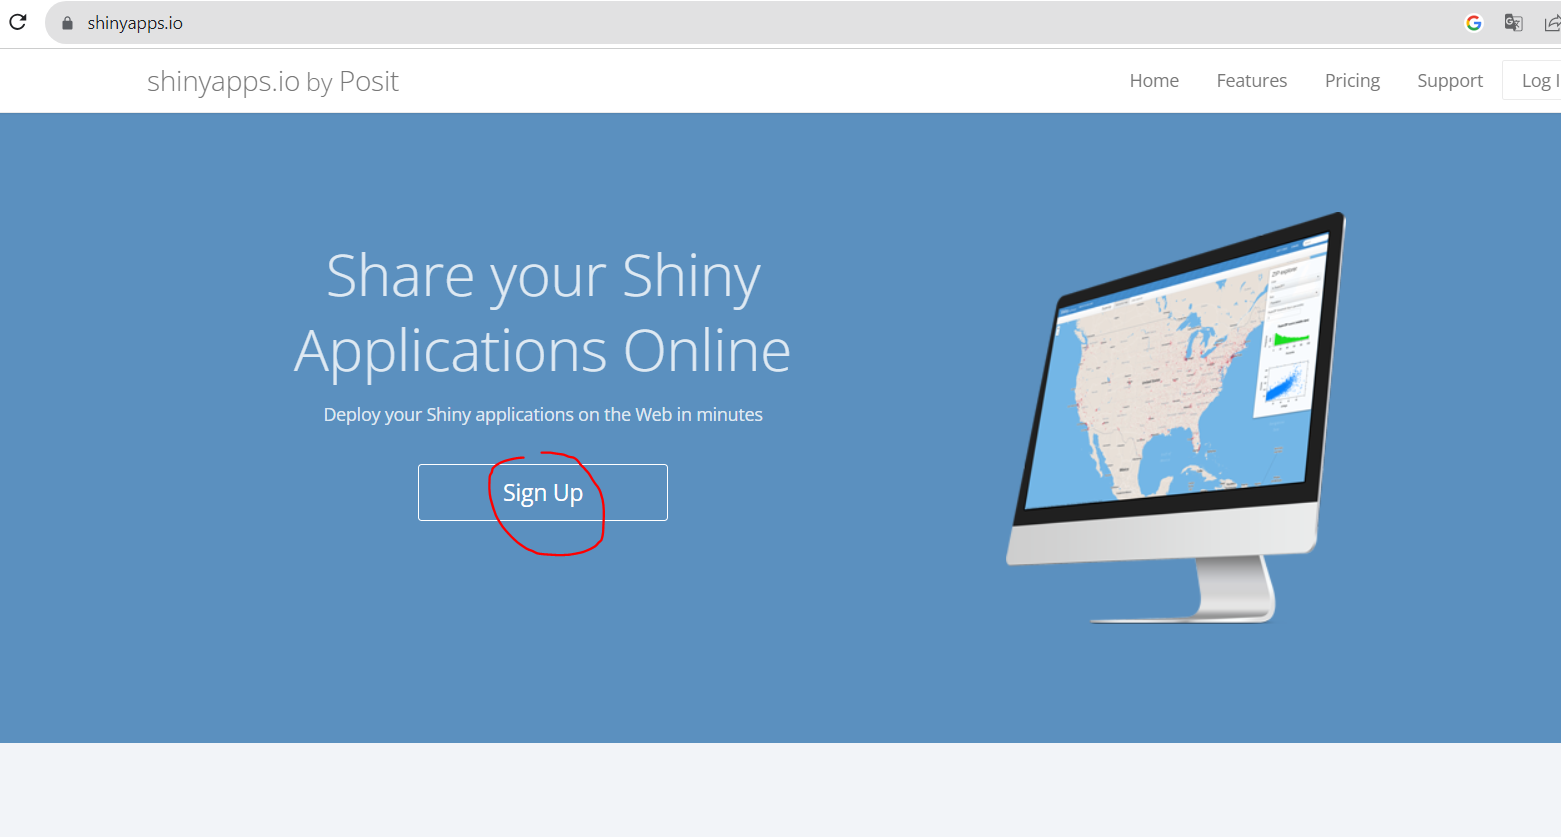 shinyapps.io
shinyapps.io by Posit
Home Features Pricing Support Log I
Share your Shiny
Applications Online
Deploy your Shiny applications on the Web in minutes
Sign Up